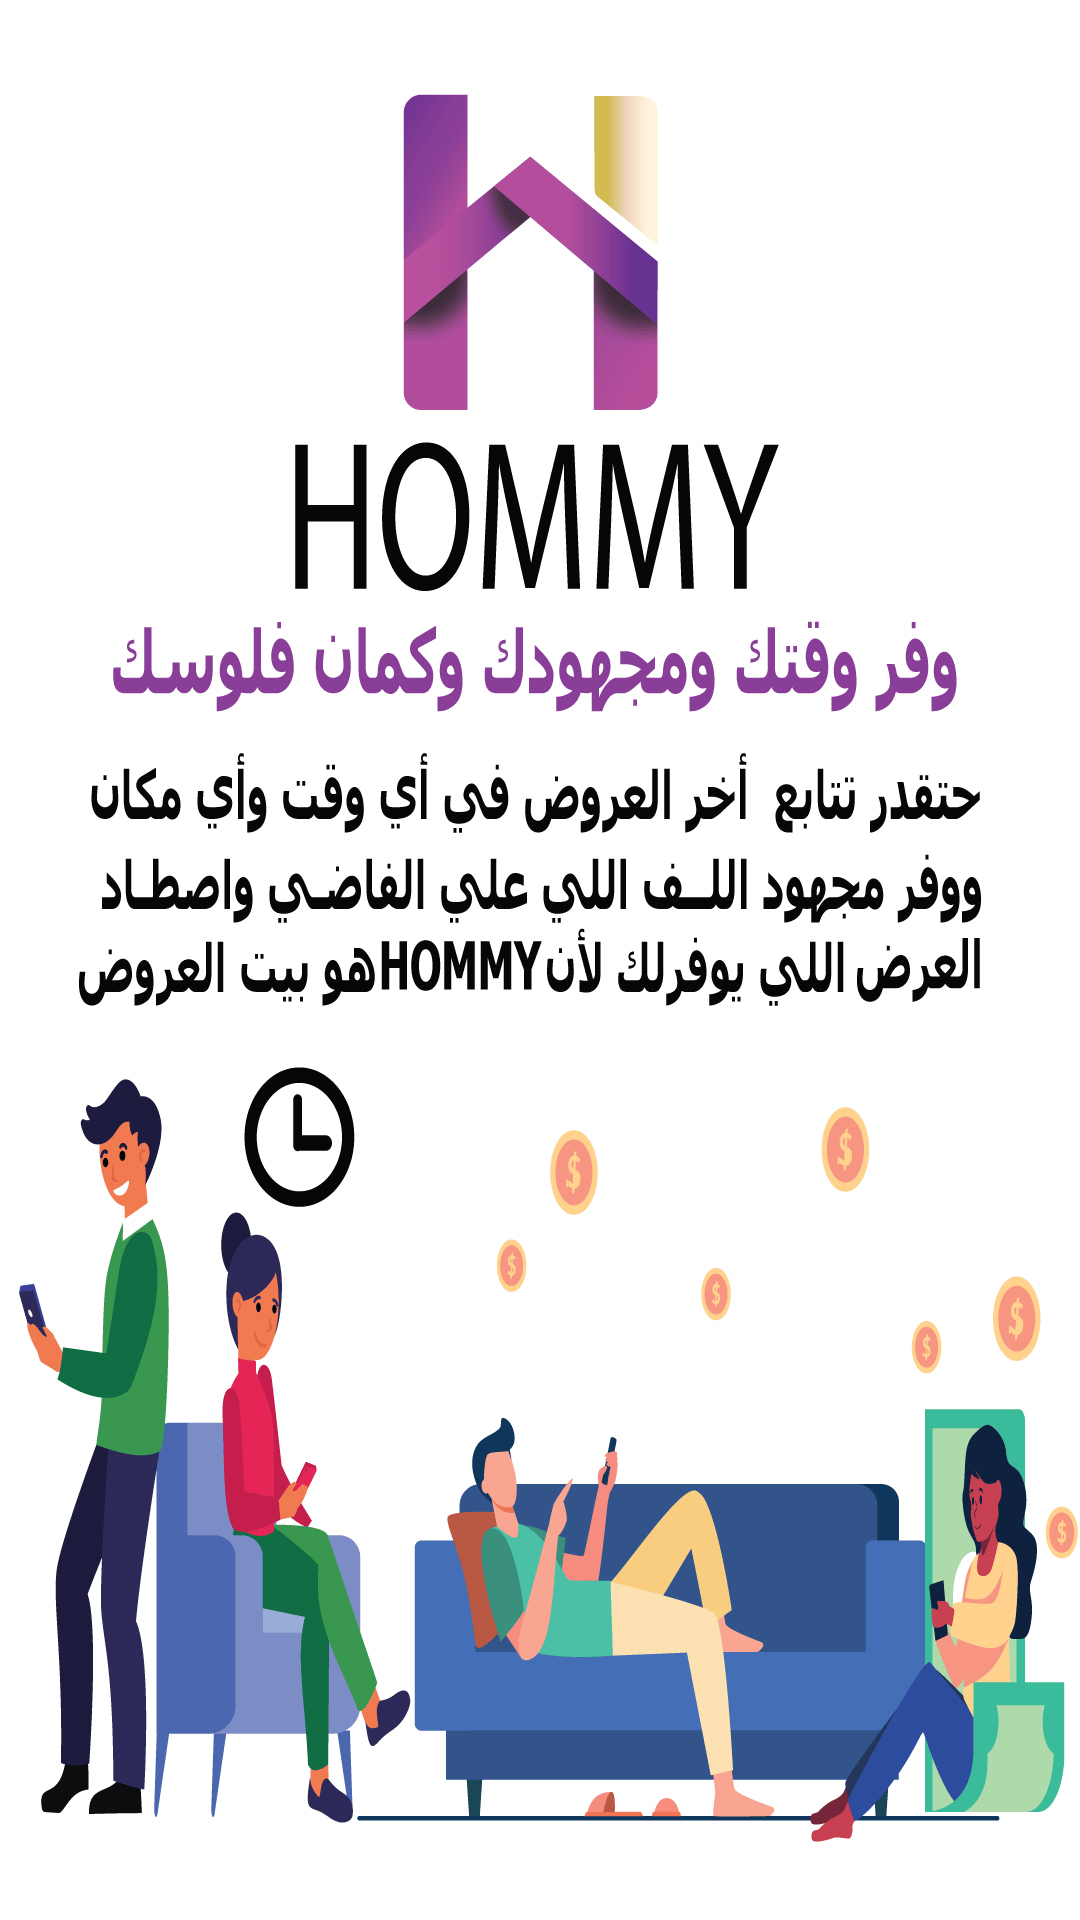 HOMMY
وفر وقتك ومجهودك وكمان فلوسك
حتقدر تتابع أخر العروض في أي وقت وأي مكان
ووفر مجهود اللــف اللي علي الفاضـي واصطـاد
العرض اللي يوفرلك لأن HOMMY هو بيت العروض
$
$
$
$
$
$
$